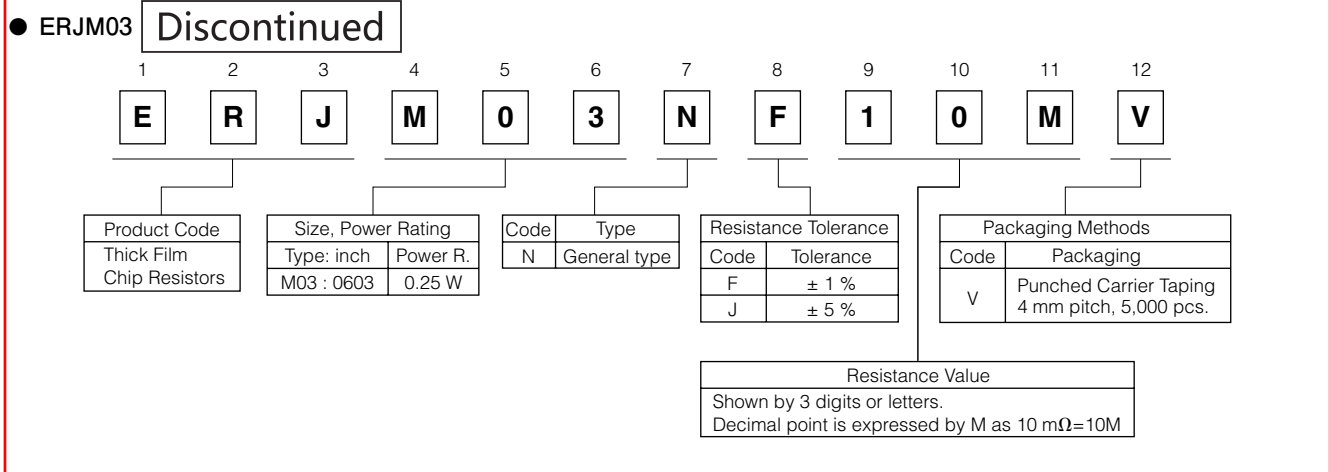 ● ERJM03 Discontinued
1 2 3 4 5 6 7 8 9 10 11 12
E R J M 0 3 N F 1 0 M V
Product Code
Thick Film
Chip Resistors
Size, Power Rating
Type: inch Power R.
M03 : 0603 0.25 W
Code Type
N General type
Resistance Tolerance
Code Tolerance
F ± 1 %
J ± 5 %
Packaging Methods
Code Packaging
V Punched Carrier Taping
4 mm pitch, 5,000 pcs.
Resistance Value
Shown by 3 digits or letters.
Decimal point is expressed by M as 10 mΩ=10M